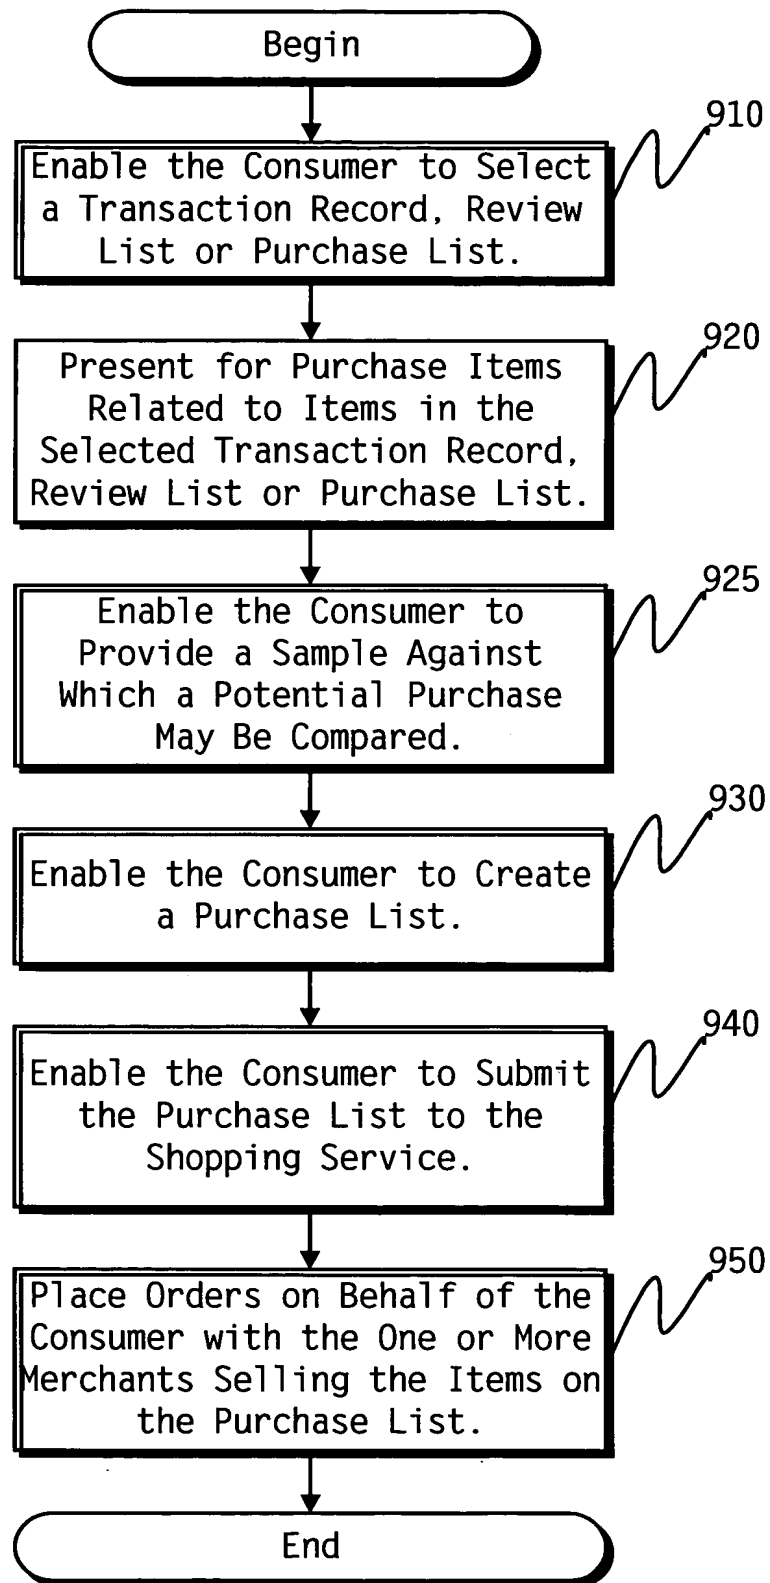 Begin
910
Enable the Consumer to Select
a Transaction Record, Review
List or Purchase List.
920
Present for Purchase Items
Related to Items in the
Selected Transaction Record,
Review List or Purchase List.
925
Enable the Consumer to
Provide a Sample Against
Which a Potential Purchase
May Be Compared.
930
Enable the Consumer to Create
a Purchase List.
940
Enable the Consumer to Submit
the Purchase List to the
Shopping Service.
950
Place Orders on Behalf of the
Consumer with the One or More
Merchants Selling the Items on
the Purchase List.
End